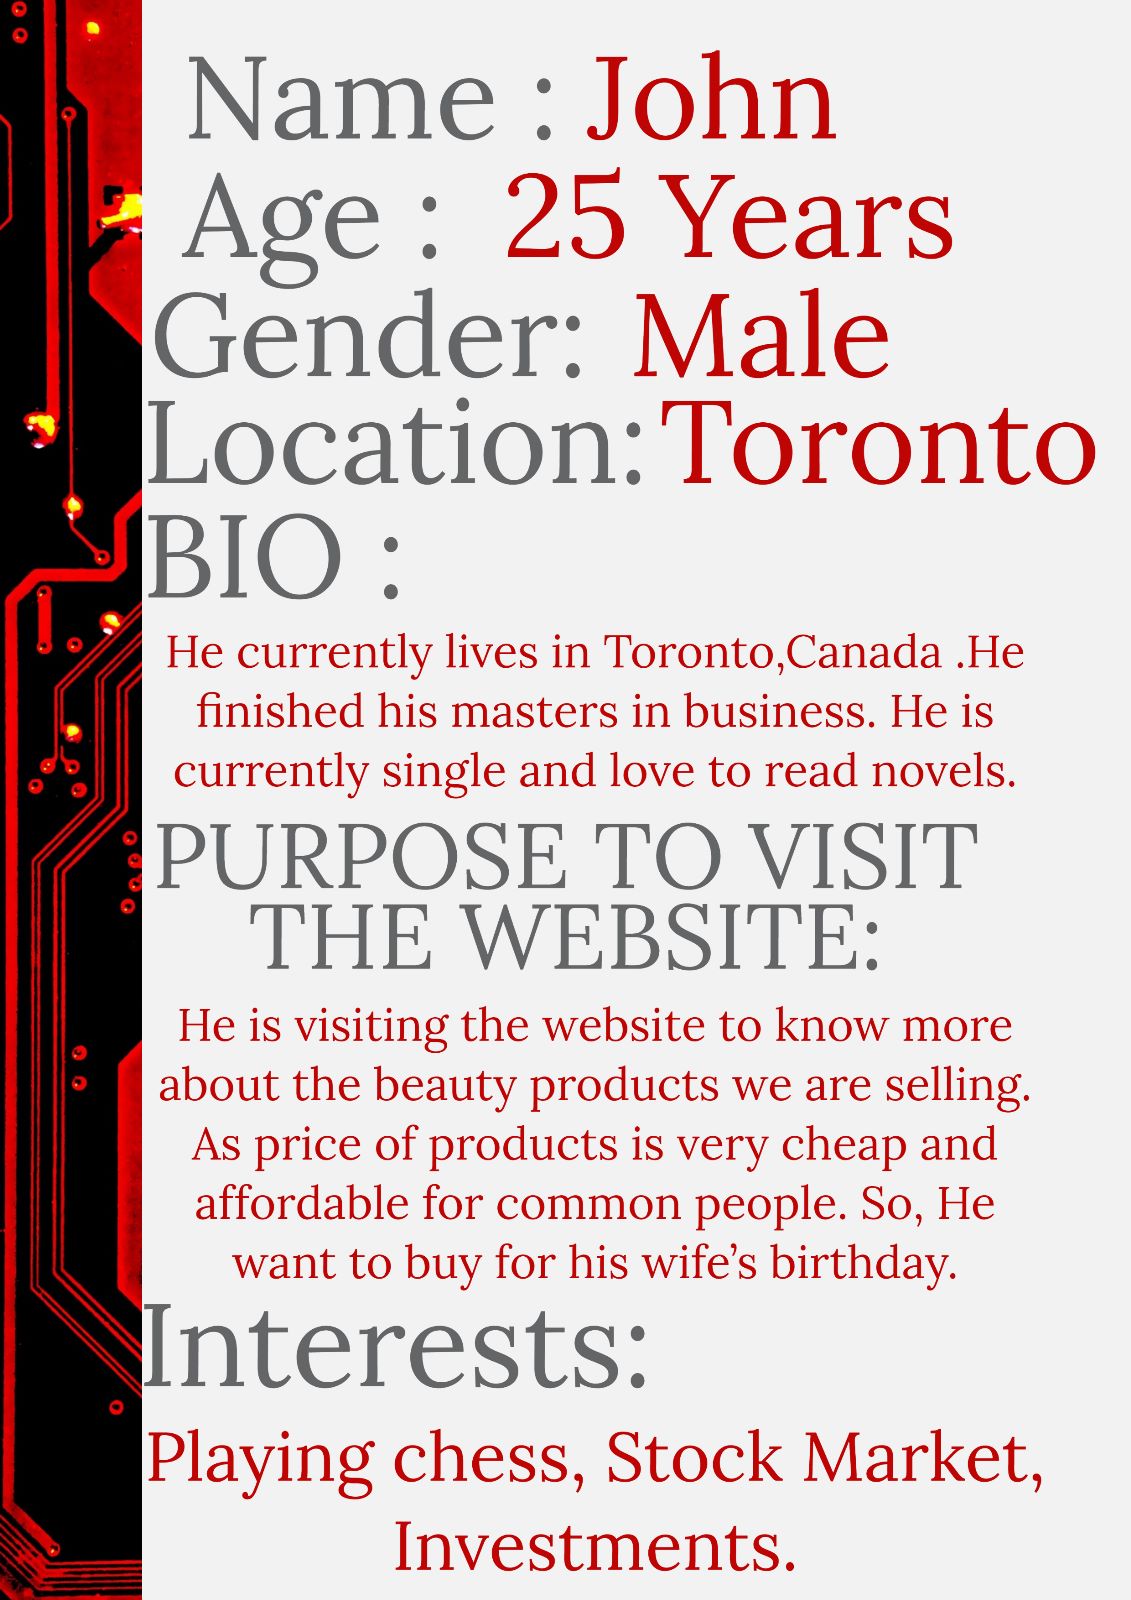 Name : John
Age : 25 Years
Gender: Male
Location: Toronto
BIO :
He currently lives in Toronto,Canada .He
finished his masters in business. He is
currently single and love to read novels.
PURPOSE TO VISIT
THE WEBSITE:
He is visiting the website to know more
about the beauty products we are selling.
As price of products is very cheap and
affordable for common people. So, He
want to buy for his wife’s birthday.
Interests:
Playing chess, Stock Market,
Investments.